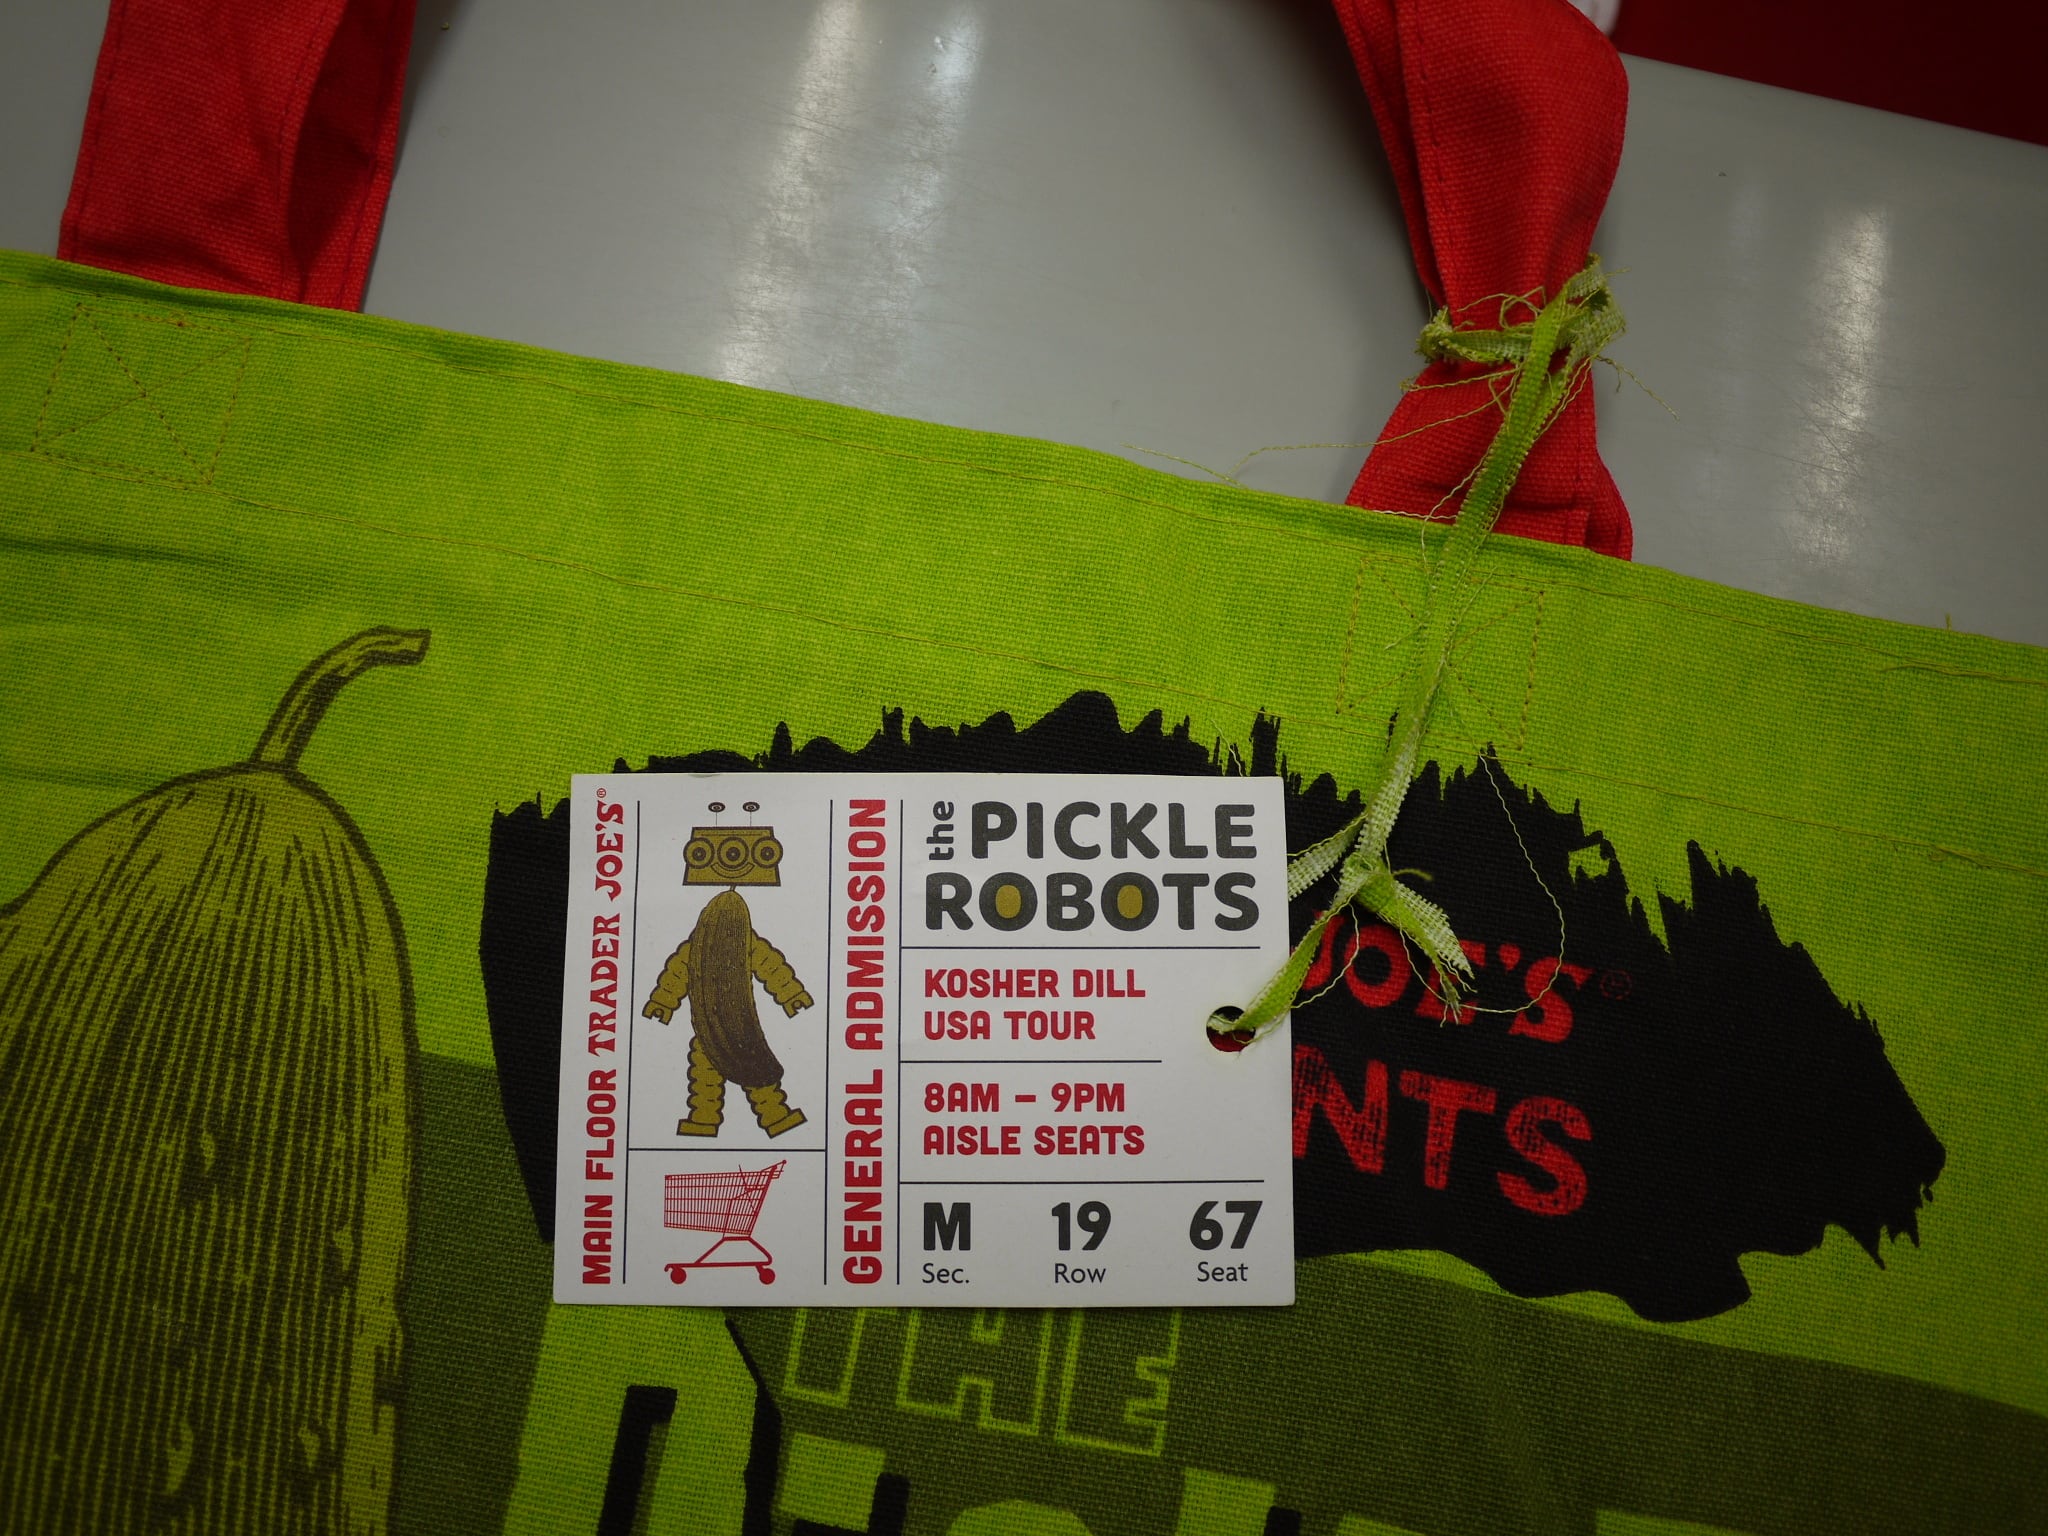 MAIN FLOOR TRADER JOE'S®
GENERAL ADMISSION
the PICKLE
ROBOTS
KOSHER DILL
USA TOUR
8AM – 9PM
AISLE SEATS
M 19 67
Sec. Row Seat
JOE'S®
NTS
THE